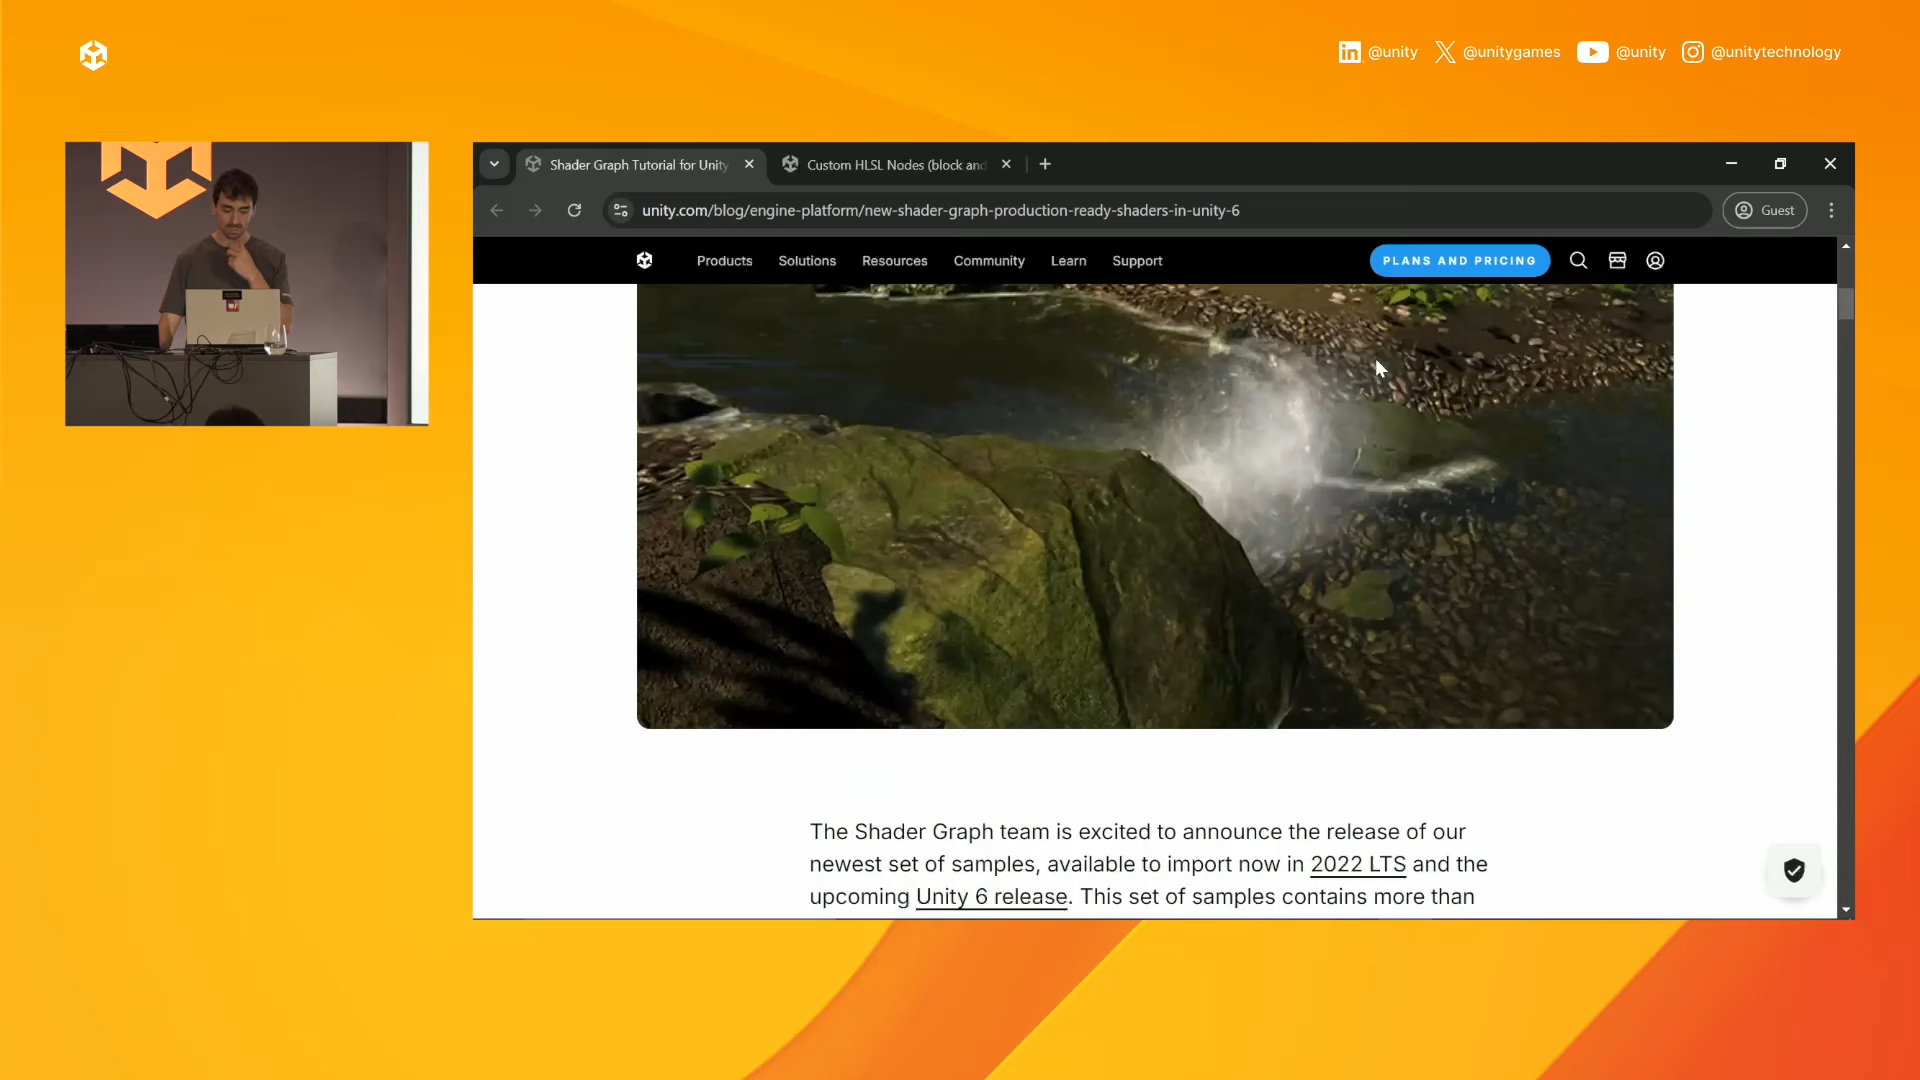 @unity @unitygames @unity @unitytechnology
Shader Graph Tutorial for Unity
Custom HLSL Nodes (block and
unity.com/blog/engine-platform/new-shader-graph-production-ready-shaders-in-unity-6
Guest
Products Solutions Resources Community Learn Support
PLANS AND PRICING
The Shader Graph team is excited to announce the release of our
newest set of samples, available to import now in 2022 LTS and the
upcoming Unity 6 release. This set of samples contains more than